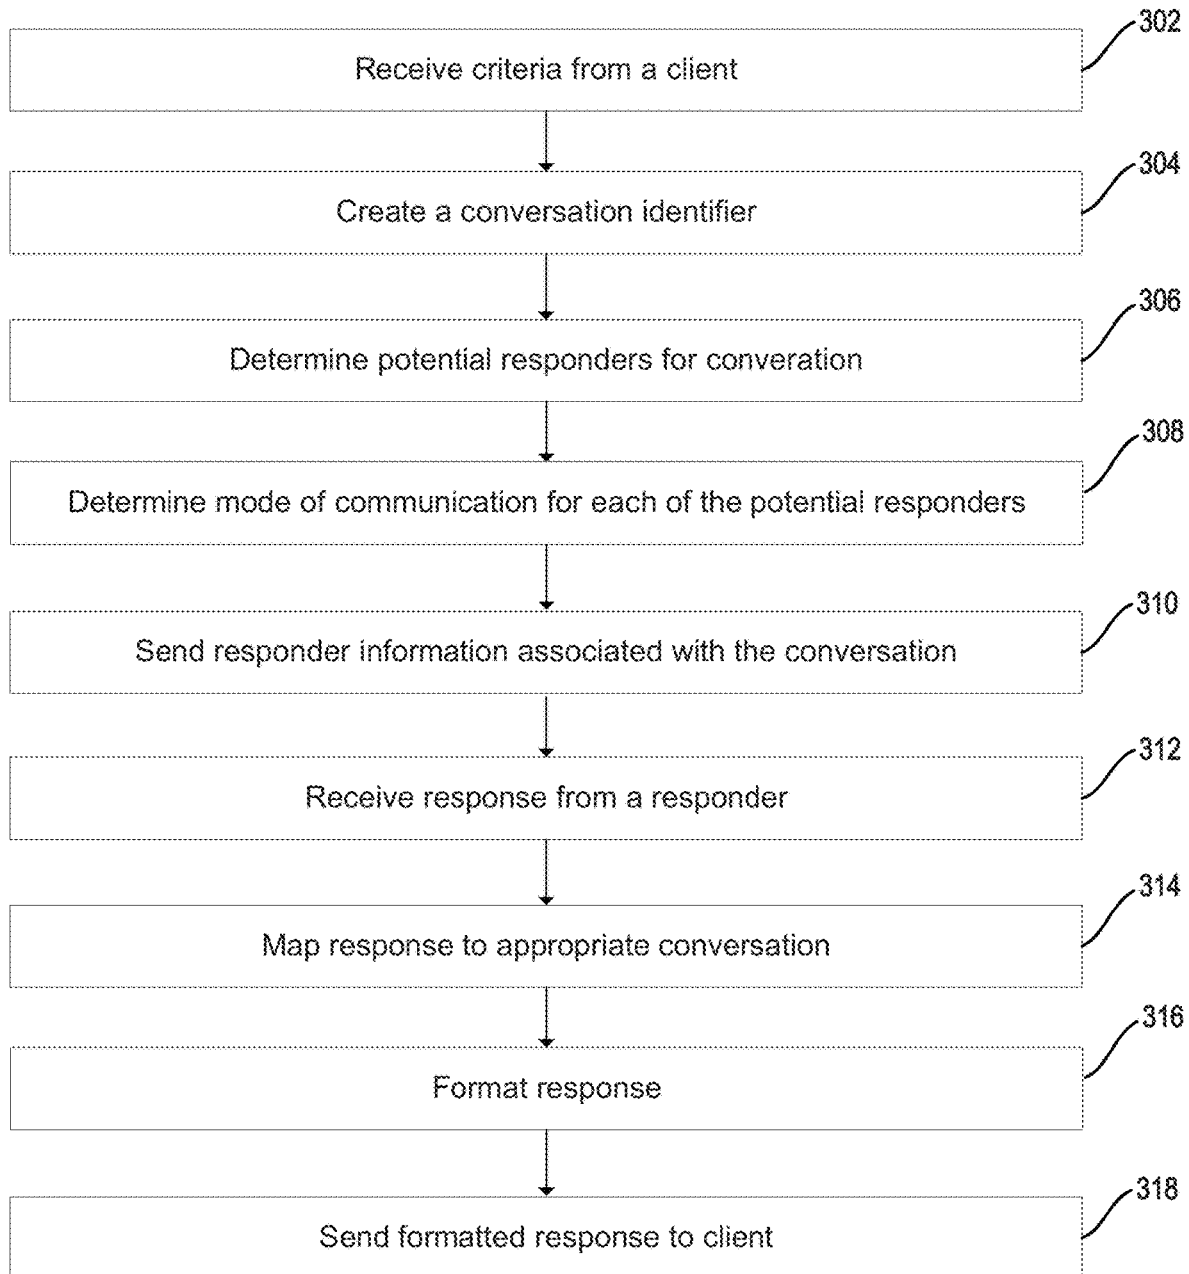 302
Receive criteria from a client
304
Create a conversation identifier
306
Determine potential responders for converation
308
Determine mode of communication for each of the potential responders
310
Send responder information associated with the conversation
312
Receive response from a responder
314
Map response to appropriate conversation
316
Format response
318
Send formatted response to client